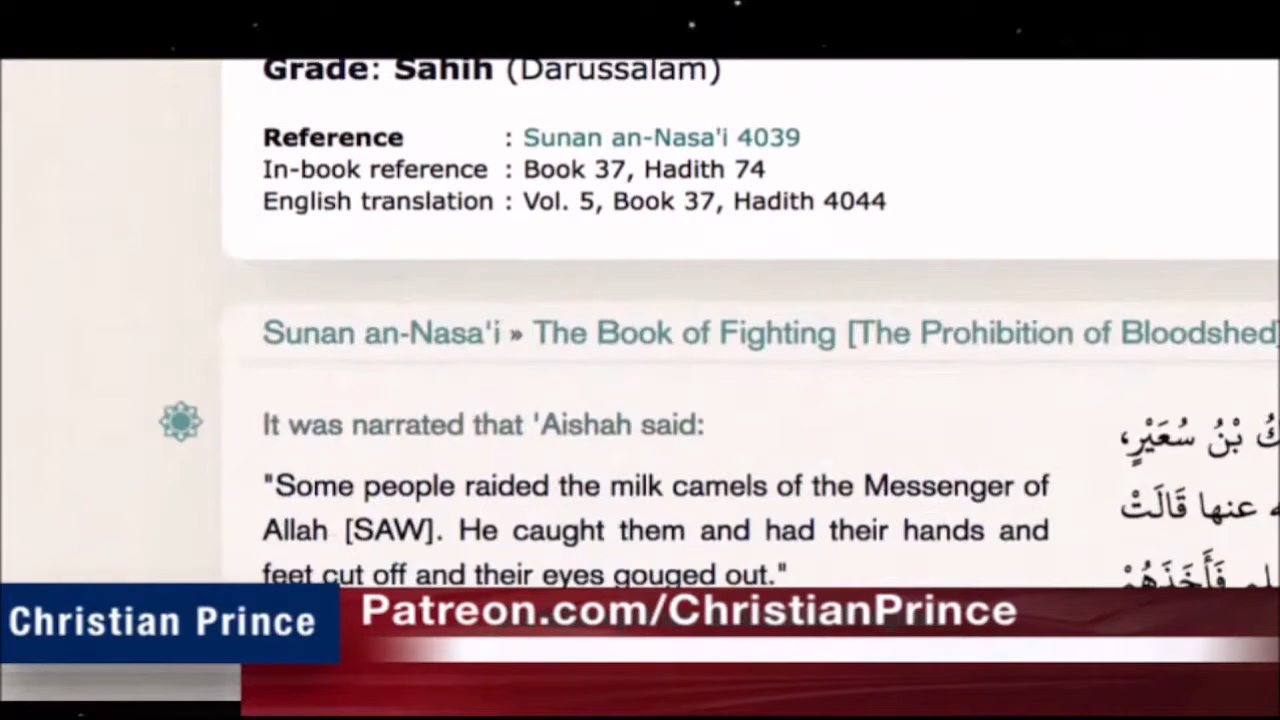 Grade: Sahih (Darussalam)
Reference : Sunan an-Nasa'i 4039
In-book reference : Book 37, Hadith 74
English translation : Vol. 5, Book 37, Hadith 4044
Sunan an-Nasa'i » The Book of Fighting [The Prohibition of Bloodshed]
It was narrated that 'Aishah said:
"Some people raided the milk camels of the Messenger of
Allah [SAW]. He caught them and had their hands and
feet cut off and their eyes gouged out."
بْنُ سُعَيْرٍ،
عنها قَالَتْ
فَأَخَذَهُمْ
Christian Prince
Patreon.com/ChristianPrince